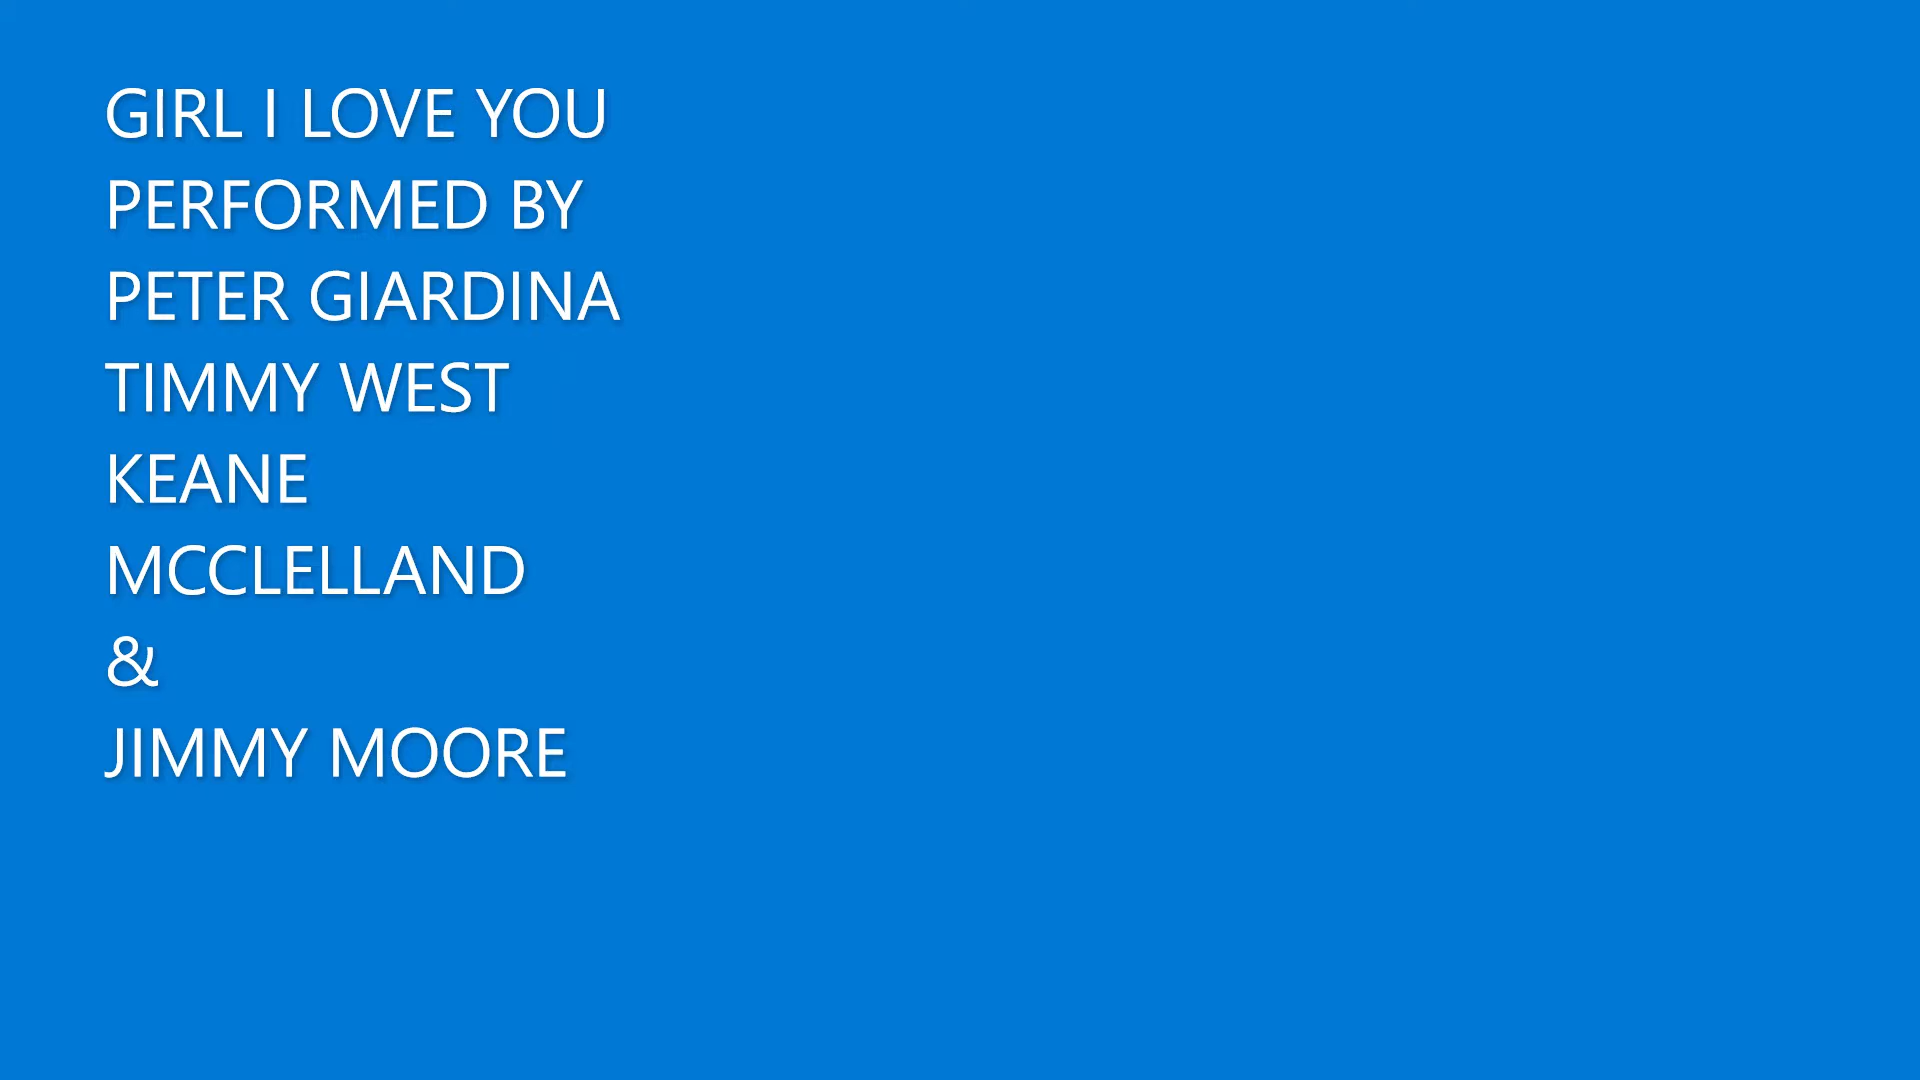 GIRL I LOVE YOU
PERFORMED BY
PETER GIARDINA
TIMMY WEST
KEANE
MCCLELLAND
&
JIMMY MOORE